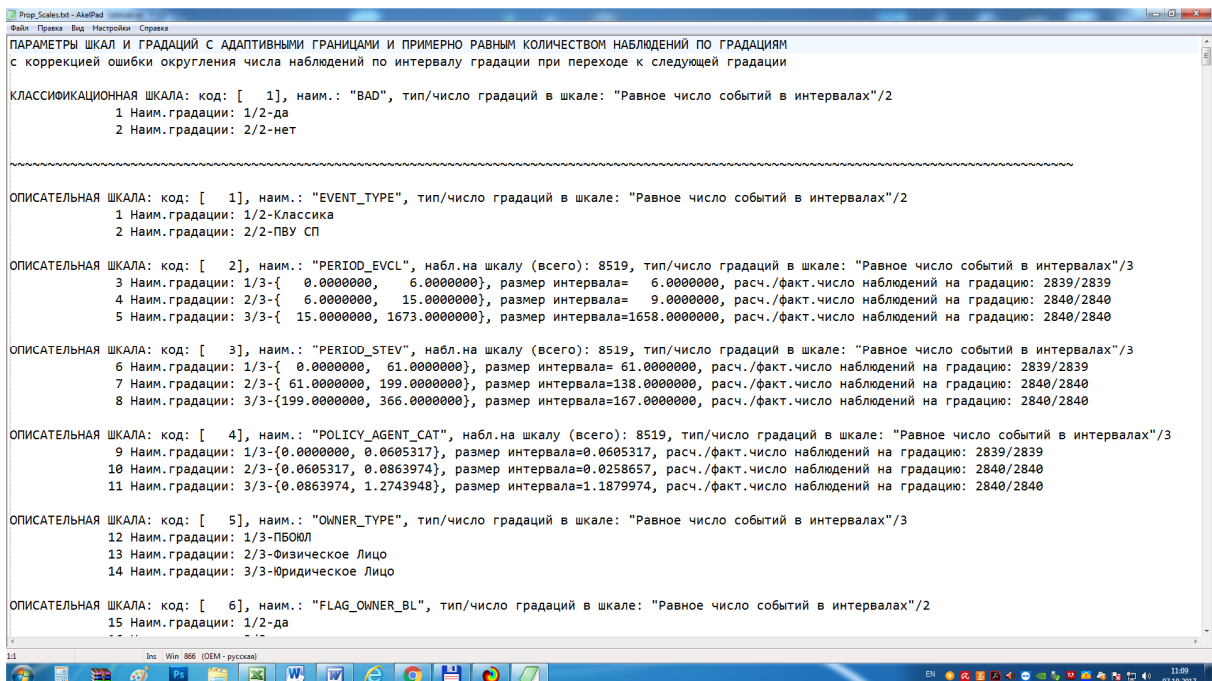 Prop_Scales.txt - AkelPad
Файл Правка Вид Настройки Справка
ПАРАМЕТРЫ ШКАЛ И ГРАДАЦИЙ С АДАПТИВНЫМИ ГРАНИЦАМИ И ПРИМЕРНО РАВНЫМ КОЛИЧЕСТВОМ НАБЛЮДЕНИЙ ПО ГРАДАЦИЯМ
с коррекцией ошибки округления числа наблюдений по интервалу градации при переходе к следующей градации
КЛАССИФИКАЦИОННАЯ ШКАЛА: код: [   1], наим.: "BAD", тип/число градаций в шкале: "Равное число событий в интервалах"/2
1 Наим.градации: 1/2-да
2 Наим.градации: 2/2-нет
ОПИСАТЕЛЬНАЯ ШКАЛА: код: [   1], наим.: "EVENT_TYPE", тип/число градаций в шкале: "Равное число событий в интервалах"/2
1 Наим.градации: 1/2-Классика
2 Наим.градации: 2/2-ПВУ СП
ОПИСАТЕЛЬНАЯ ШКАЛА: код: [   2], наим.: "PERIOD_EVCL", набл.на шкалу (всего): 8519, тип/число градаций в шкале: "Равное число событий в интервалах"/3
3 Наим.градации: 1/3-{   0.0000000,    6.0000000}, размер интервала=   6.0000000, расч./факт.число наблюдений на градацию: 2839/2839
4 Наим.градации: 2/3-{   6.0000000,   15.0000000}, размер интервала=   9.0000000, расч./факт.число наблюдений на градацию: 2840/2840
5 Наим.градации: 3/3-{  15.0000000, 1673.0000000}, размер интервала=1658.0000000, расч./факт.число наблюдений на градацию: 2840/2840
ОПИСАТЕЛЬНАЯ ШКАЛА: код: [   3], наим.: "PERIOD_STEV", набл.на шкалу (всего): 8519, тип/число градаций в шкале: "Равное число событий в интервалах"/3
6 Наим.градации: 1/3-{  0.0000000,  61.0000000}, размер интервала= 61.0000000, расч./факт.число наблюдений на градацию: 2839/2839
7 Наим.градации: 2/3-{ 61.0000000, 199.0000000}, размер интервала=138.0000000, расч./факт.число наблюдений на градацию: 2840/2840
8 Наим.градации: 3/3-{199.0000000, 366.0000000}, размер интервала=167.0000000, расч./факт.число наблюдений на градацию: 2840/2840
ОПИСАТЕЛЬНАЯ ШКАЛА: код: [   4], наим.: "POLICY_AGENT_CAT", набл.на шкалу (всего): 8519, тип/число градаций в шкале: "Равное число событий в интервалах"/3
9 Наим.градации: 1/3-{0.0000000, 0.0605317}, размер интервала=0.0605317, расч./факт.число наблюдений на градацию: 2839/2839
10 Наим.градации: 2/3-{0.0605317, 0.0863974}, размер интервала=0.0258657, расч./факт.число наблюдений на градацию: 2840/2840
11 Наим.градации: 3/3-{0.0863974, 1.2743948}, размер интервала=1.1879974, расч./факт.число наблюдений на градацию: 2840/2840
ОПИСАТЕЛЬНАЯ ШКАЛА: код: [   5], наим.: "OWNER_TYPE", тип/число градаций в шкале: "Равное число событий в интервалах"/3
12 Наим.градации: 1/3-ПБОЮЛ
13 Наим.градации: 2/3-Физическое Лицо
14 Наим.градации: 3/3-Юридическое Лицо
ОПИСАТЕЛЬНАЯ ШКАЛА: код: [   6], наим.: "FLAG_OWNER_BL", тип/число градаций в шкале: "Равное число событий в интервалах"/2
15 Наим.градации: 1/2-да
1:1 Ins Win 866 (OEM - русская)
EN 11:09